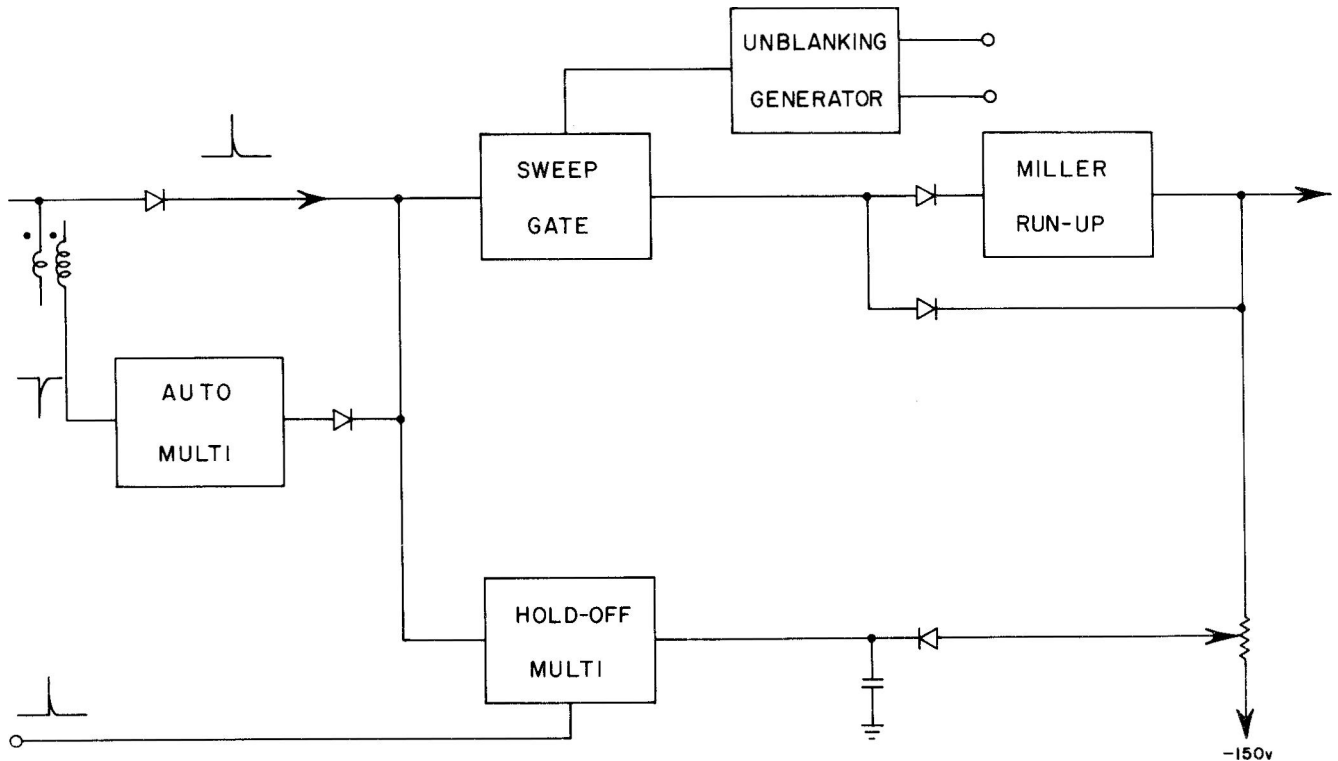 UNBLANKING
GENERATOR
SWEEP
GATE
MILLER
RUN-UP
AUTO
MULTI
HOLD-OFF
MULTI
-150v